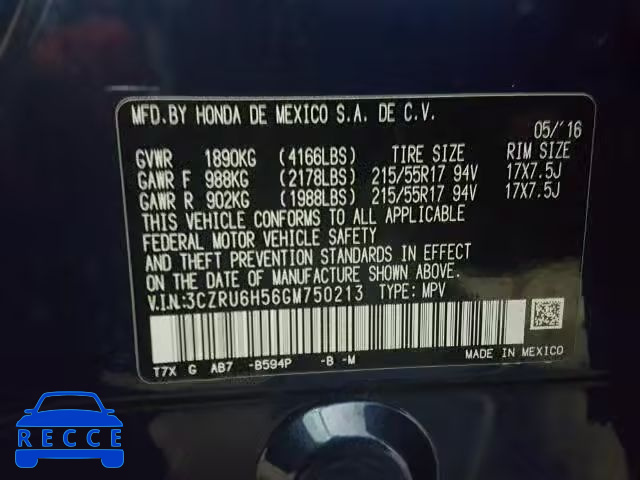 MFD.BY HONDA DE MEXICO S.A. DE C.V.
05/'16
GVWR 1890KG (4166LBS) TIRE SIZE RIM SIZE
GAWR F 988KG (2178LBS) 215/55R17 94V 17X7.5J
GAWR R 902KG (1988LBS) 215/55R17 94V 17X7.5J
THIS VEHICLE CONFORMS TO ALL APPLICABLE
FEDERAL MOTOR VEHICLE SAFETY
AND THEFT PREVENTION STANDARDS IN EFFECT
ON THE DATE OF MANUFACTURE SHOWN ABOVE.
V.I.N:3CZRU6H56GM750213 TYPE: MPV
T7X G AB7 -B594P -B -M
MADE IN MEXICO
RECCE